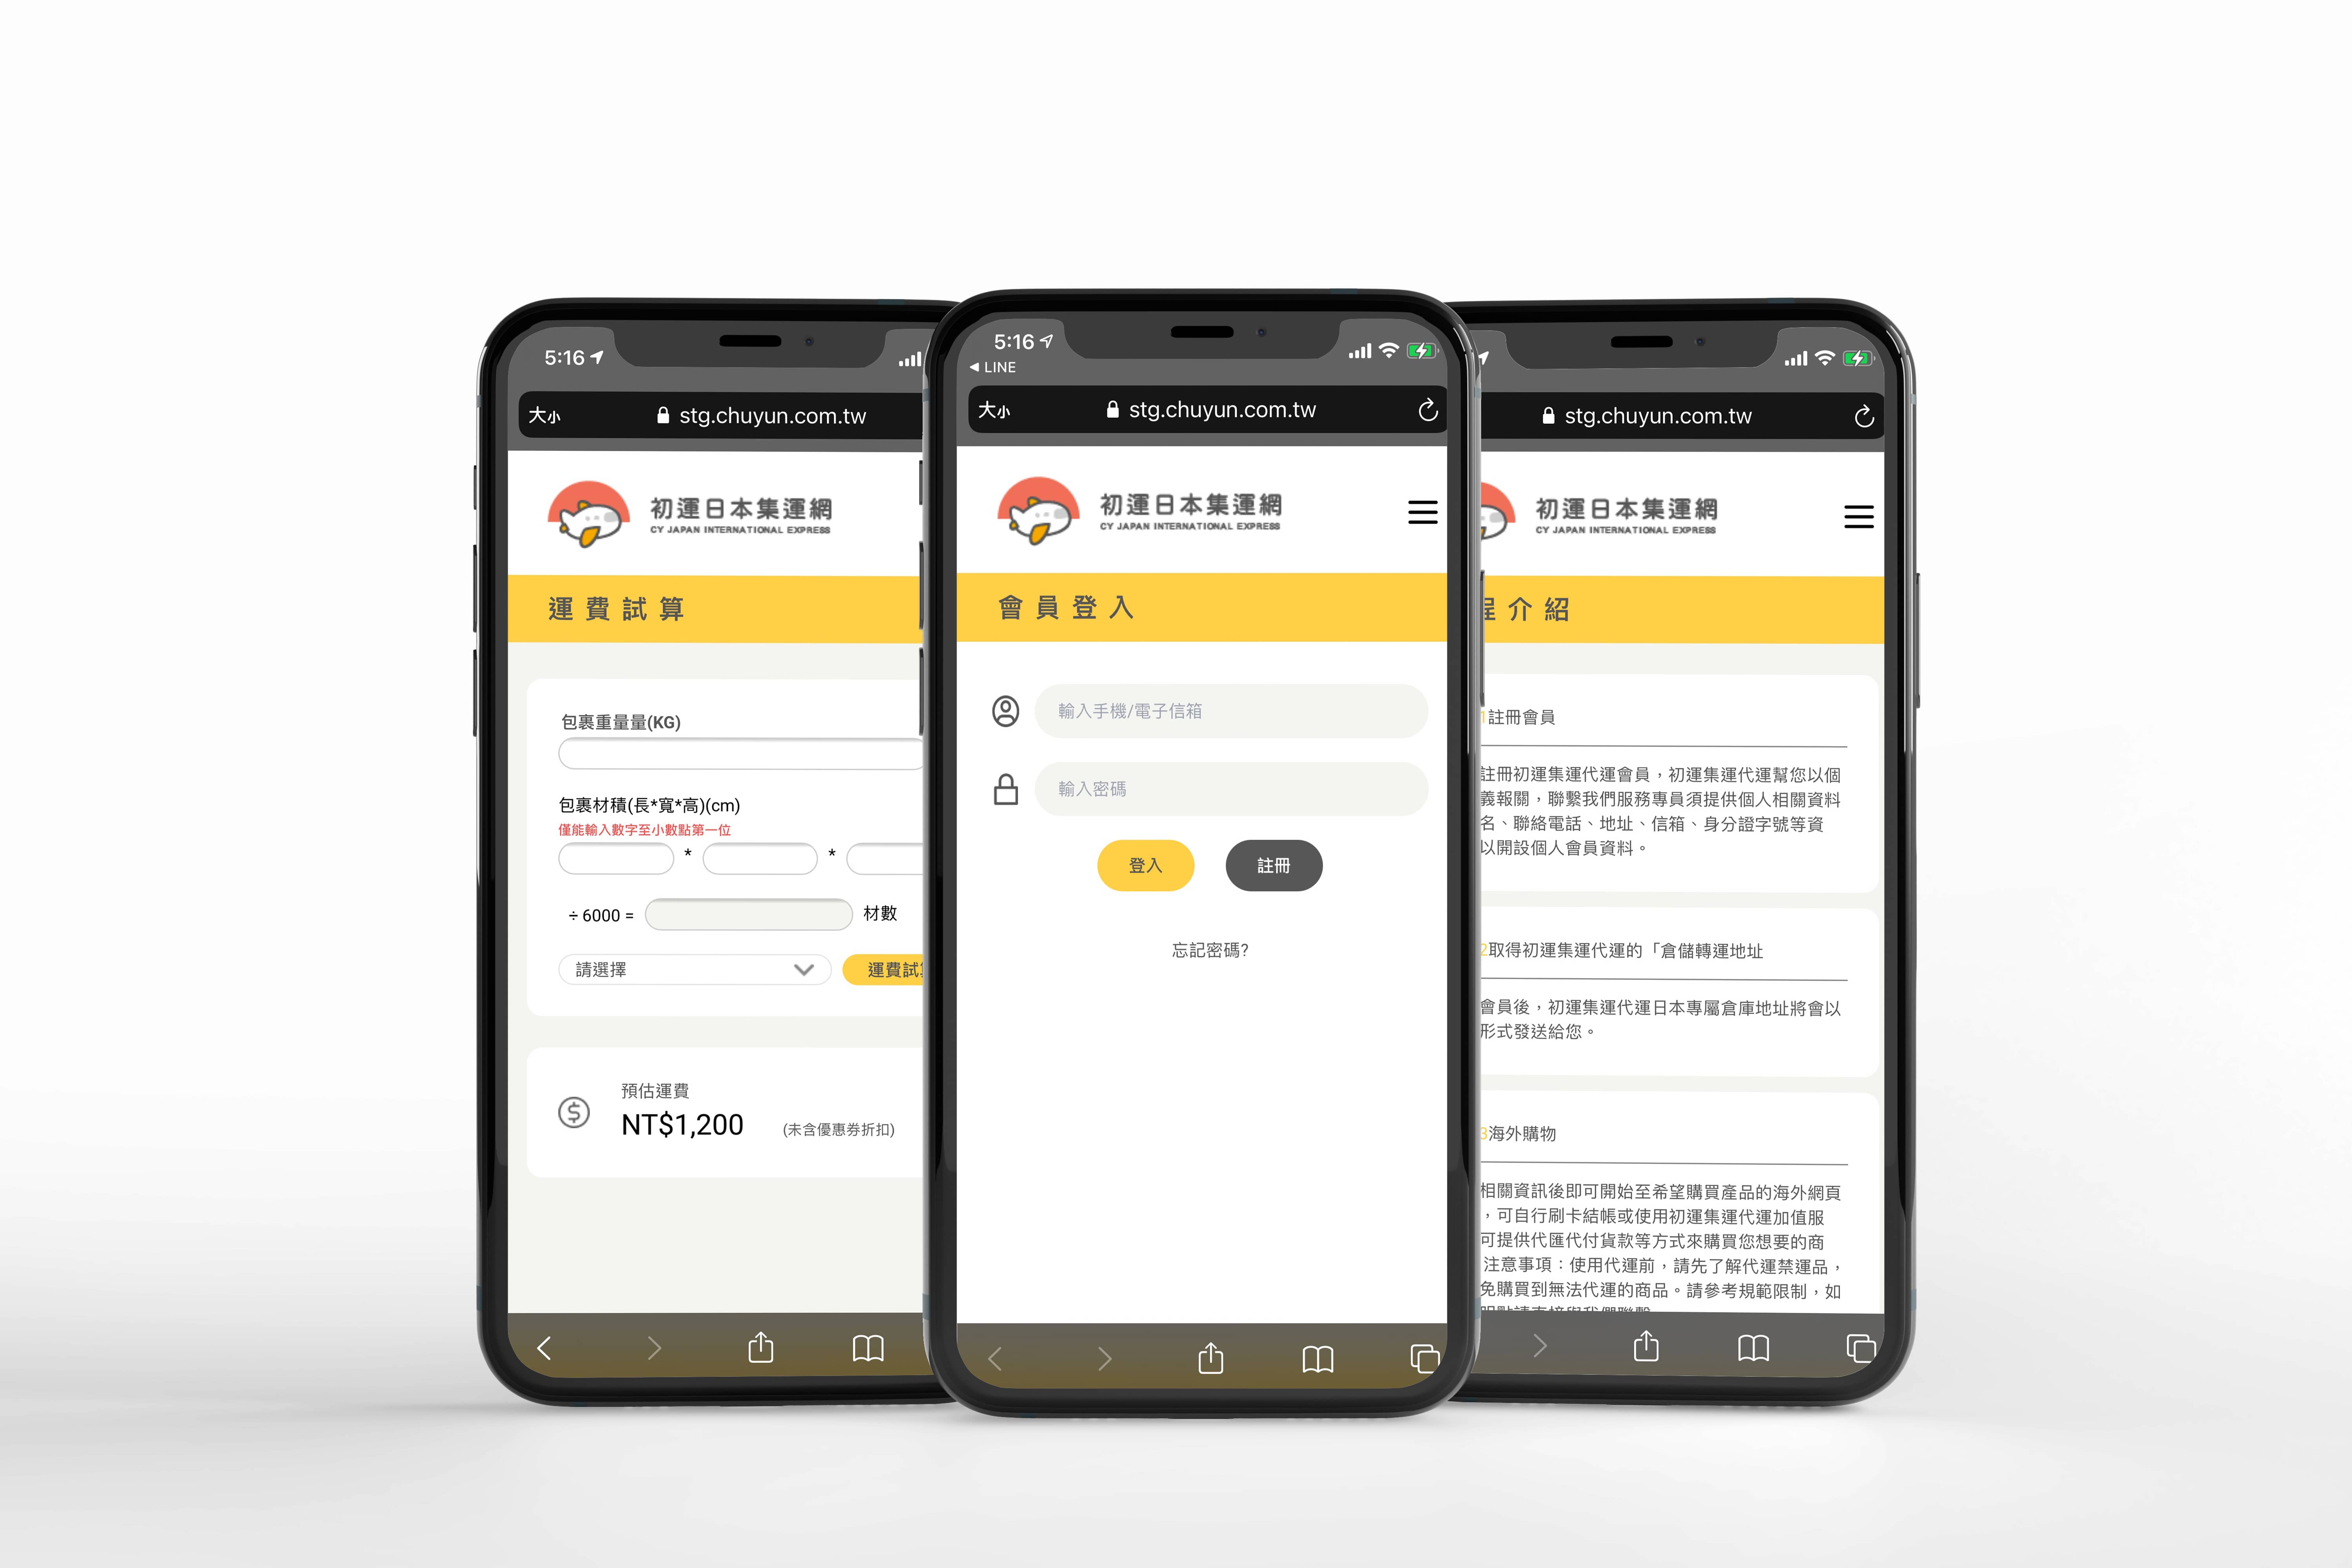 5:16
大小
stg.chuyun.com.tw
初運日本集運網
CY JAPAN INTERNATIONAL EXPRESS
運費試算
包裹重量量(KG)
包裹材積(長*寬*高)(cm)
僅能輸入數字至小數點第一位
* *
÷ 6000 =
材數
請選擇
運費試
預估運費
NT$1,200
(未含優惠券折扣)
5:16
◀ LINE
大小
stg.chuyun.com.tw
初運日本集運網
CY JAPAN INTERNATIONAL EXPRESS
會員登入
輸入手機/電子信箱
輸入密碼
登入
註冊
忘記密碼?
stg.chuyun.com.tw
初運日本集運網
CY JAPAN INTERNATIONAL EXPRESS
介紹
註冊會員
註冊初運集運代運會員，初運集運代運幫您以個
義報關，聯繫我們服務專員須提供個人相關資料
名、聯絡電話、地址、信箱、身分證字號等資
以開設個人會員資料。
2取得初運集運代運的「倉儲轉運地址
會員後，初運集運代運日本專屬倉庫地址將會以
形式發送給您。
3海外購物
相關資訊後即可開始至希望購買產品的海外網頁
，可自行刷卡結帳或使用初運集運代運加值服
可提供代匯代付貨款等方式來購買您想要的商
注意事項：使用代運前，請先了解代運禁運品，
免購買到無法代運的商品。請參考規範限制，如